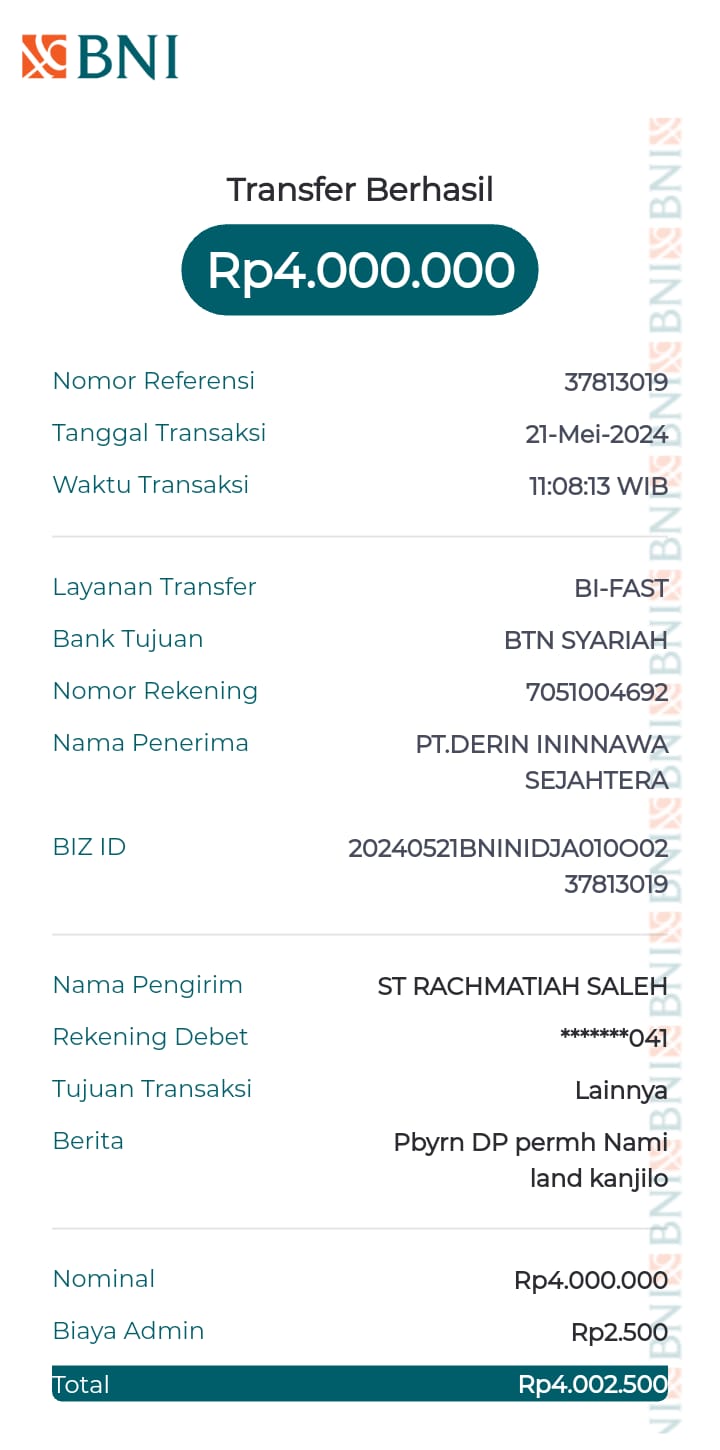 BNI
Transfer Berhasil
Rp4.000.000
Nomor Referensi 37813019
Tanggal Transaksi 21-Mei-2024
Waktu Transaksi 11:08:13 WIB
Layanan Transfer BI-FAST
Bank Tujuan BTN SYARIAH
Nomor Rekening 7051004692
Nama Penerima PT.DERIN ININNAWA
SEJAHTERA
BIZ ID 20240521BNINIDJA010O02
37813019
Nama Pengirim ST RACHMATIAH SALEH
Rekening Debet *******041
Tujuan Transaksi Lainnya
Berita Pbyrn DP permh Nami
land kanjilo
Nominal Rp4.000.000
Biaya Admin Rp2.500
Total Rp4.002.500
BNI BNI BNI BNI BNI BNI BNI BNI BNI BNI BNI